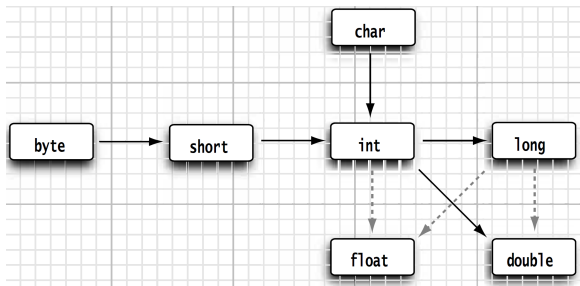 char
byte
short
int
long
float
double